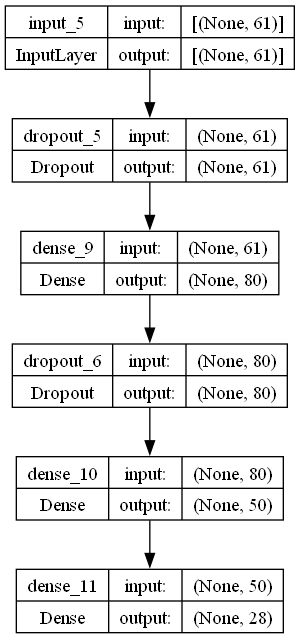 input_5 input: [(None, 61)]
InputLayer output: [(None, 61)]
dropout_5 input: (None, 61)
Dropout output: (None, 61)
dense_9 input: (None, 61)
Dense output: (None, 80)
dropout_6 input: (None, 80)
Dropout output: (None, 80)
dense_10 input: (None, 80)
Dense output: (None, 50)
dense_11 input: (None, 50)
Dense output: (None, 28)